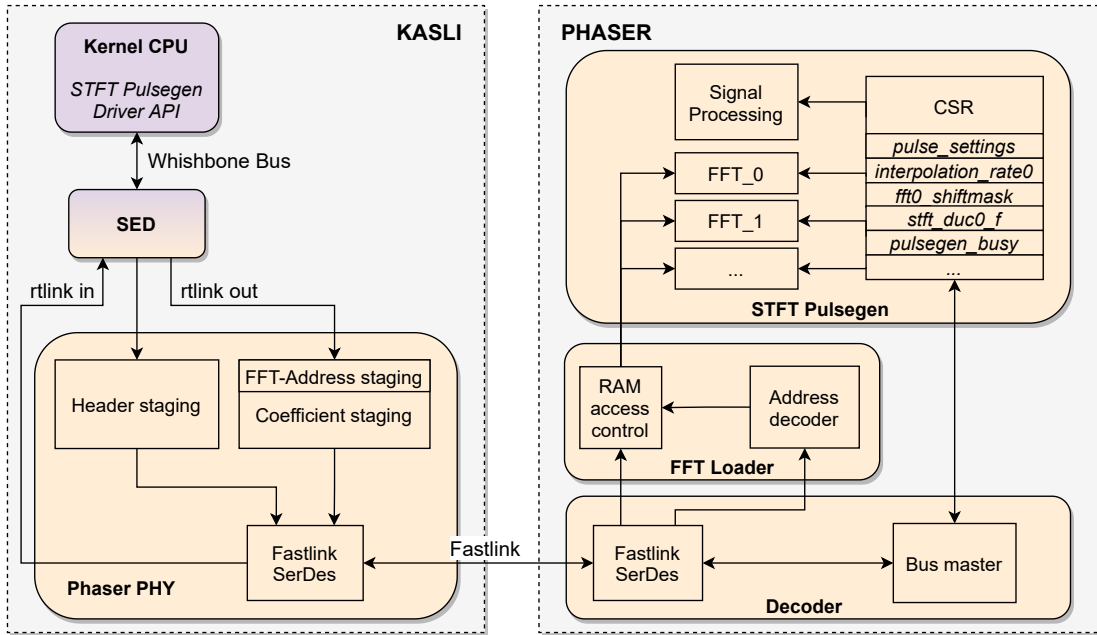 KASLI
Kernel CPU
STFT Pulsegen
Driver API
Whishbone Bus
SED
rtlink in
rtlink out
Header staging
FFT-Address staging
Coefficient staging
Fastlink
SerDes
Phaser PHY
Fastlink
PHASER
Signal
Processing
FFT_0
FFT_1
...
CSR
pulse_settings
interpolation_rate0
fft0_shiftmask
stft_duc0_f
pulsegen_busy
...
STFT Pulsegen
RAM
access
control
Address
decoder
FFT Loader
Fastlink
SerDes
Bus master
Decoder